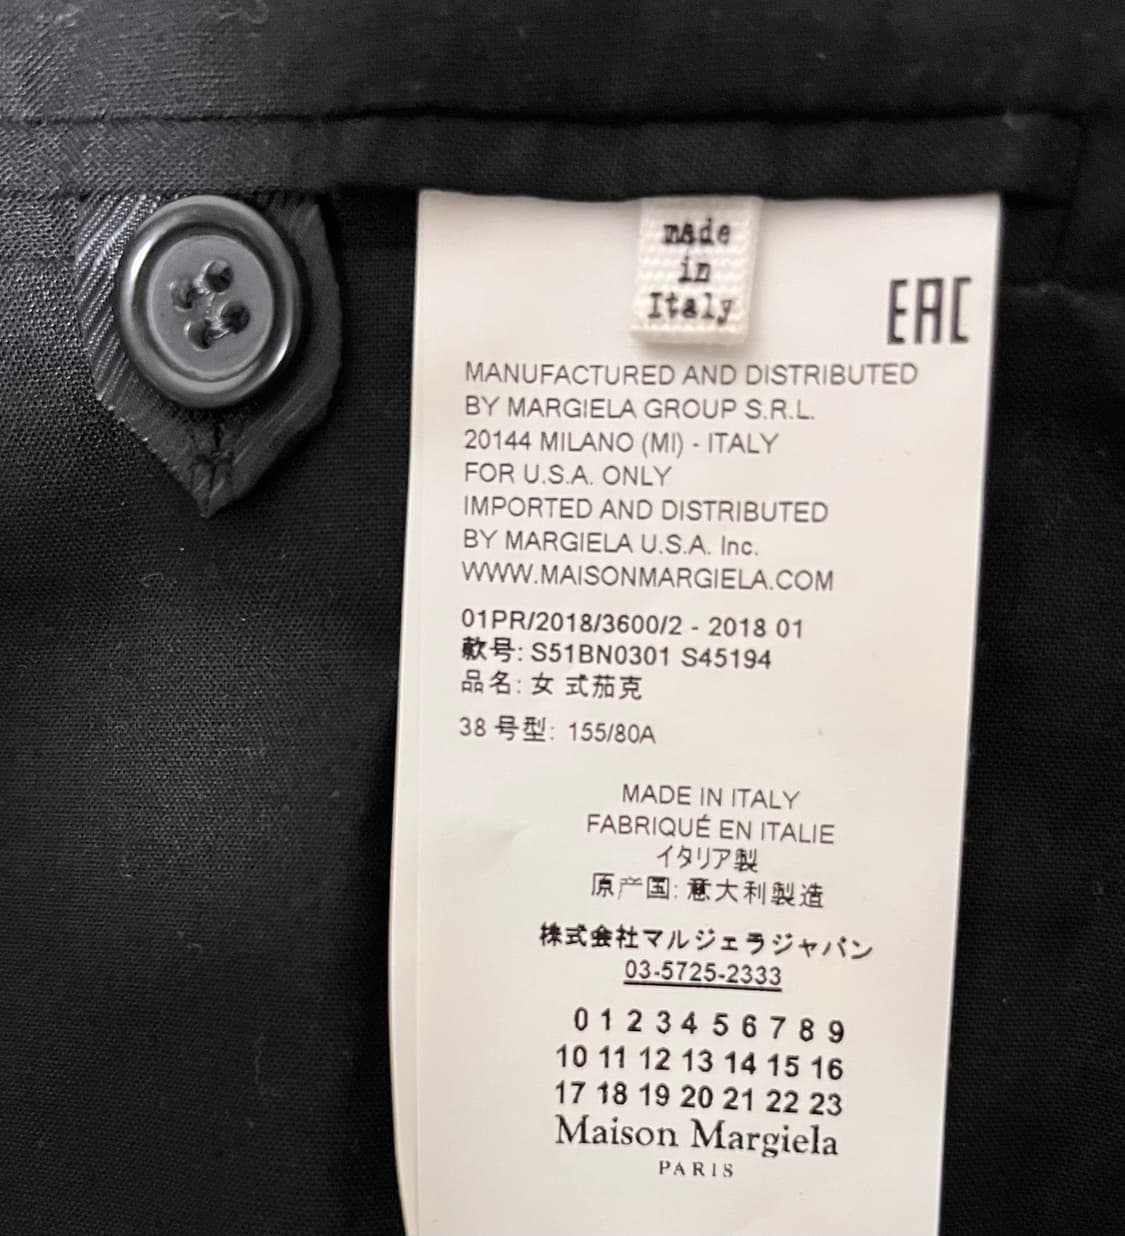 made
in
Italy
EAC
MANUFACTURED AND DISTRIBUTED
BY MARGIELA GROUP S.R.L.
20144 MILANO (MI) - ITALY
FOR U.S.A. ONLY
IMPORTED AND DISTRIBUTED
BY MARGIELA U.S.A. Inc.
WWW.MAISONMARGIELA.COM
01PR/2018/3600/2 - 2018 01
款号: S51BN0301 S45194
品名: 女 式茄克
38 号型: 155/80A
MADE IN ITALY
FABRIQUÉ EN ITALIE
イタリア製
原产国: 意大利製造
株式会社マルジェラジャパン
03-5725-2333
0 1 2 3 4 5 6 7 8 9
10 11 12 13 14 15 16
17 18 19 20 21 22 23
Maison Margiela
PARIS